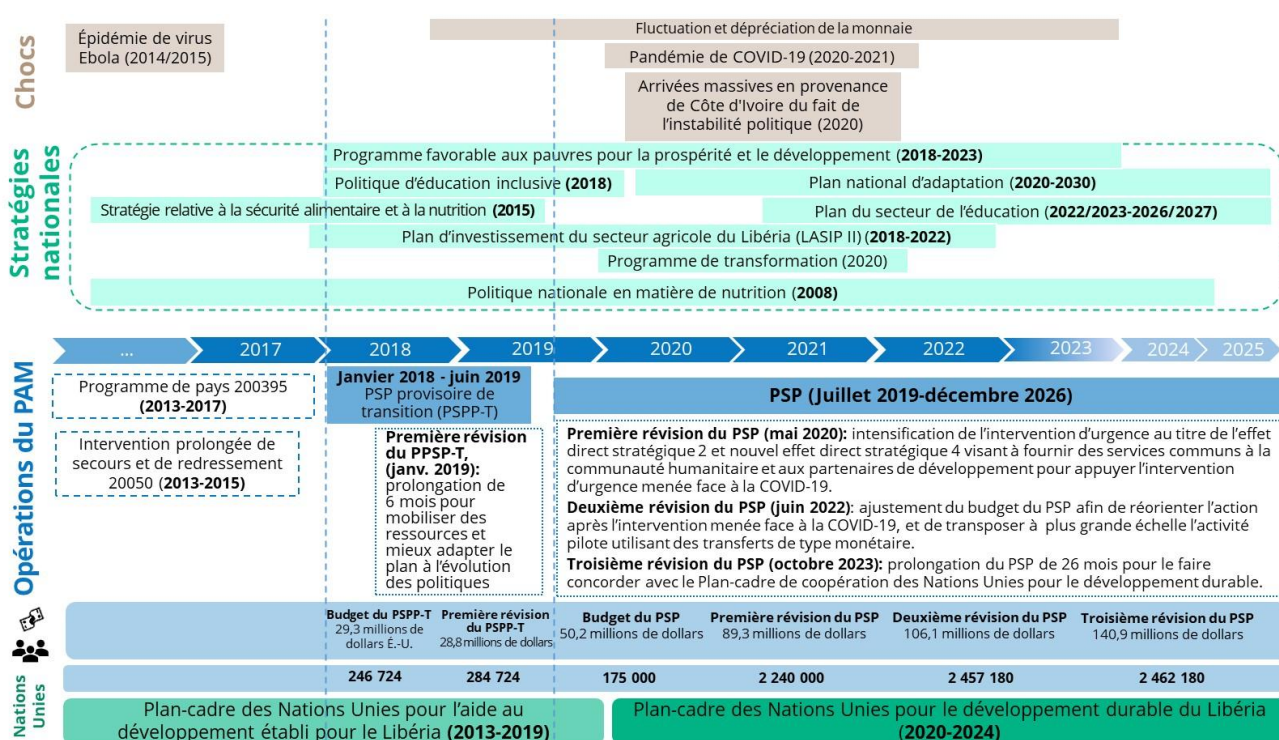 Chocs
Épidémie de virus
Ebola (2014/2015)
Fluctuation et dépréciation de la monnaie
Pandémie de COVID-19 (2020-2021)
Arrivées massives en provenance
de Côte d'Ivoire du fait de
l'instabilité politique (2020)
Stratégies
nationales
Programme favorable aux pauvres pour la prospérité et le développement (2018-2023)
Politique d'éducation inclusive (2018)
Plan national d'adaptation (2020-2030)
Stratégie relative à la sécurité alimentaire et à la nutrition (2015)
Plan du secteur de l'éducation (2022/2023-2026/2027)
Plan d'investissement du secteur agricole du Libéria (LASIP II) (2018-2022)
Programme de transformation (2020)
Politique nationale en matière de nutrition (2008)
... 2017 2018 2019 2020 2021 2022 2023 2024 2025
Opérations du PAM
Programme de pays 200395
(2013-2017)
Intervention prolongée de
secours et de redressement
20050 (2013-2015)
Janvier 2018 - juin 2019
PSP provisoire de
transition (PSPP-T)
Première révision
du PPSP-T,
(janv. 2019):
prolongation de
6 mois pour
mobiliser des
ressources et
mieux adapter le
plan à l'évolution
des politiques
PSP (Juillet 2019-décembre 2026)
Première révision du PSP (mai 2020): intensification de l'intervention d'urgence au titre de l'effet
direct stratégique 2 et nouvel effet direct stratégique 4 visant à fournir des services communs à la
communauté humanitaire et aux partenaires de développement pour appuyer l'intervention
d'urgence menée face à la COVID-19.
Deuxième révision du PSP (juin 2022): ajustement du budget du PSP afin de réorienter l'action
après l'intervention menée face à la COVID-19, et de transposer à plus grande échelle l'activité
pilote utilisant des transferts de type monétaire.
Troisième révision du PSP (octobre 2023): prolongation du PSP de 26 mois pour le faire
concorder avec le Plan-cadre de coopération des Nations Unies pour le développement durable.
Budget du PSPP-T
29,3 millions de
dollars É.-U.
Première révision
du PSPP-T
28,8 millions de dollars
Budget du PSP
50,2 millions de dollars
Première révision du PSP
89,3 millions de dollars
Deuxième révision du PSP
106,1 millions de dollars
Troisième révision du PSP
140,9 millions de dollars
246 724 284 724 175 000 2 240 000 2 457 180 2 462 180
Nations
Unies
Plan-cadre des Nations Unies pour l'aide au
développement établi pour le Libéria (2013-2019)
Plan-cadre des Nations Unies pour le développement durable du Libéria
(2020-2024)